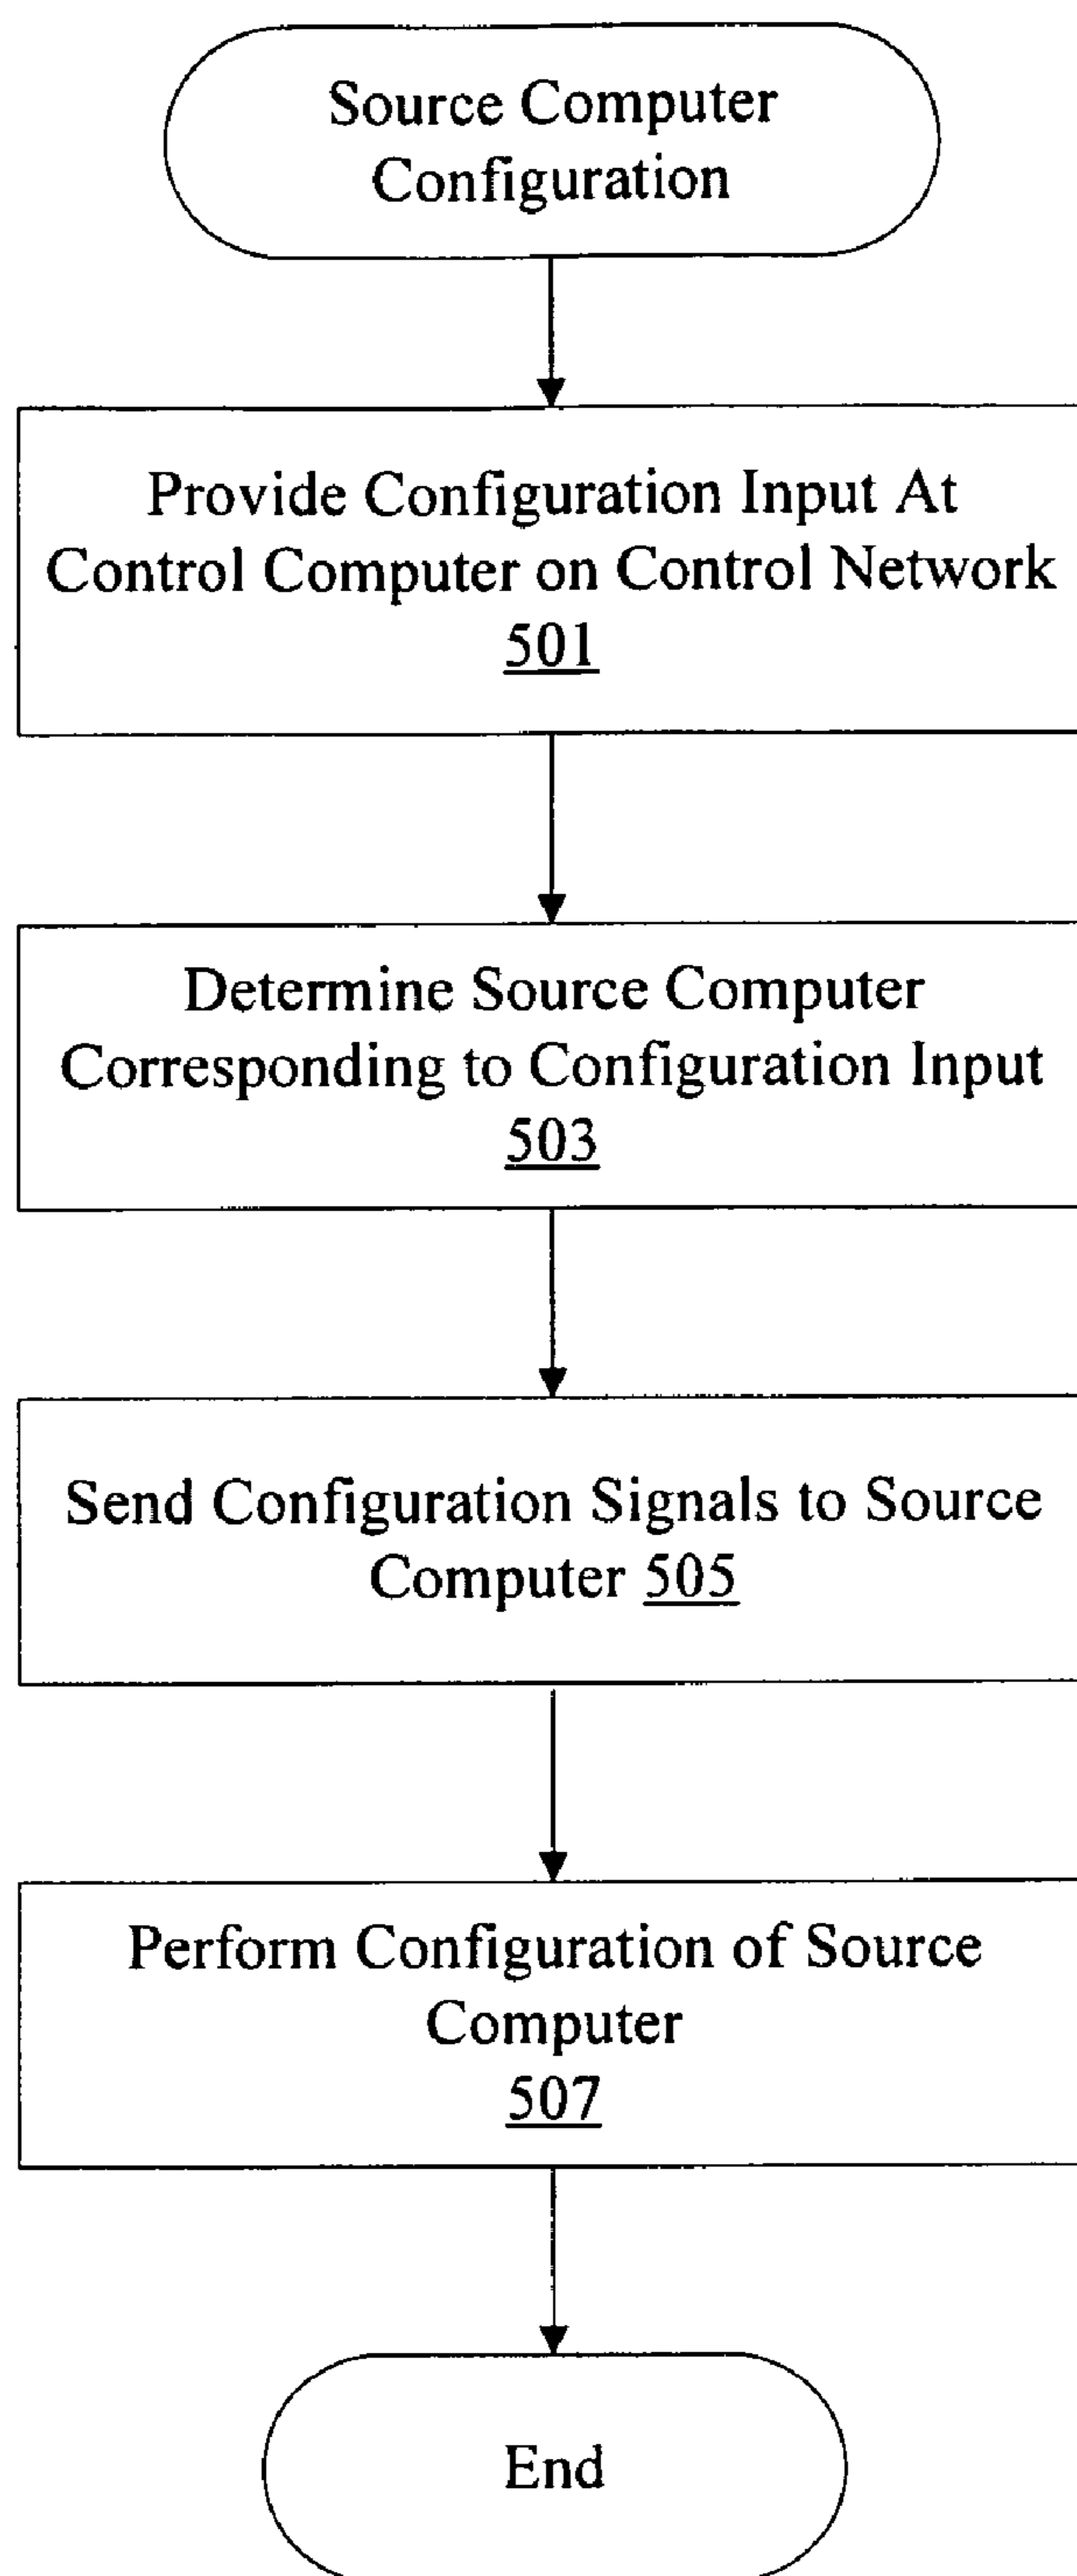 Source Computer
Configuration
Provide Configuration Input At
Control Computer on Control Network
501
Determine Source Computer
Corresponding to Configuration Input
503
Send Configuration Signals to Source
Computer 505
Perform Configuration of Source
Computer
507
End